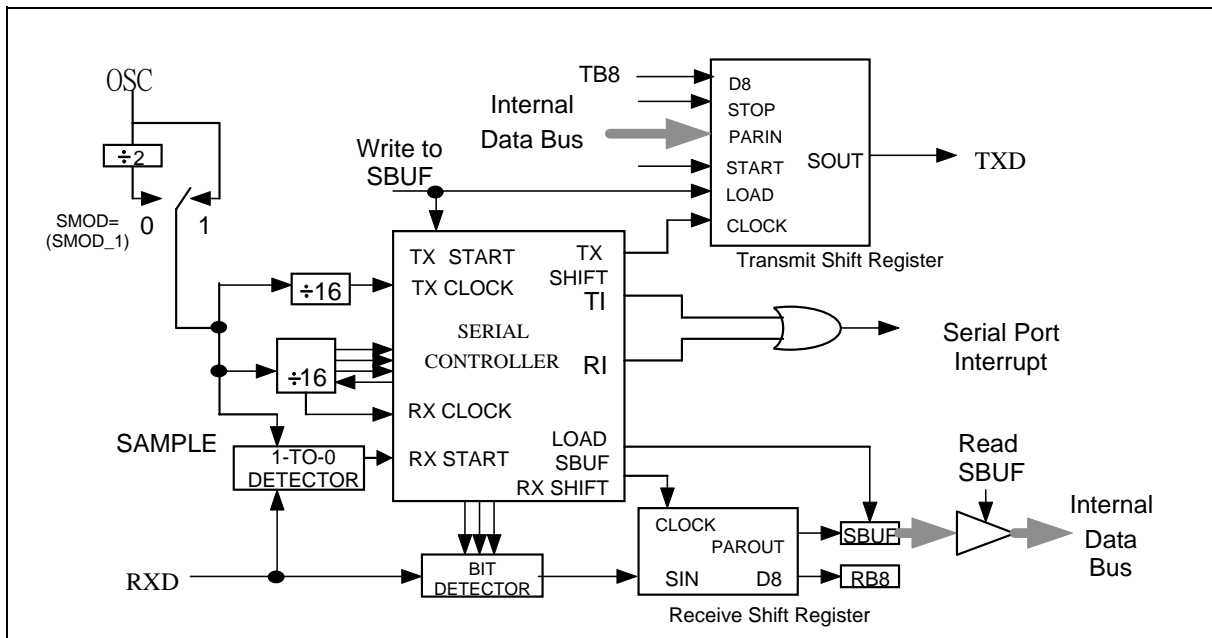 OSC
÷2
SMOD=
(SMOD_1)
0
1
÷16
÷16
SAMPLE
1-TO-0
DETECTOR
RXD
Write to
SBUF
TX START
TX CLOCK
SERIAL
CONTROLLER
RX CLOCK
RX START
TX
SHIFT
TI
RI
LOAD
SBUF
RX SHIFT
BIT
DETECTOR
TB8
Internal
Data Bus
D8
STOP
PARIN
START
LOAD
CLOCK
SOUT
TXD
Transmit Shift Register
Serial Port
Interrupt
CLOCK
PAROUT
SIN
D8
Receive Shift Register
SBUF
RB8
Read
SBUF
Internal
Data
Bus